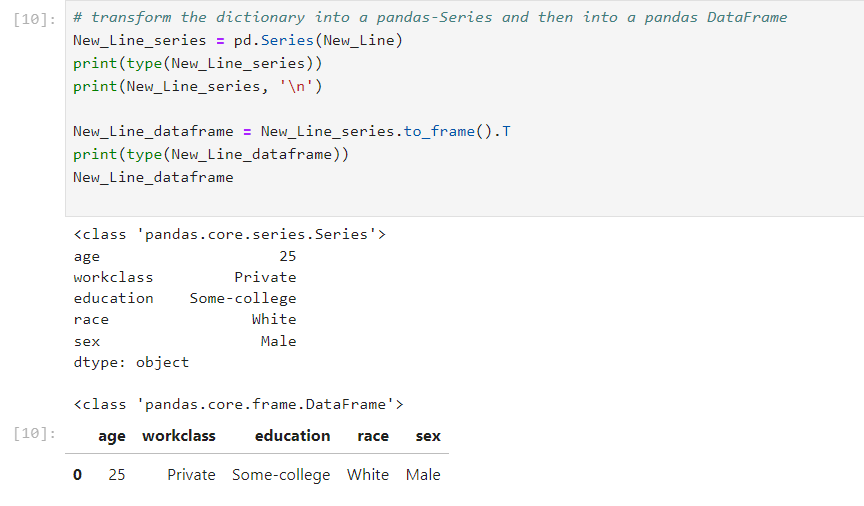 [10]: # transform the dictionary into a pandas-Series and then into a pandas DataFrame
New_Line_series = pd.Series(New_Line)
print(type(New_Line_series))
print(New_Line_series, '\n')

New_Line_dataframe = New_Line_series.to_frame().T
print(type(New_Line_dataframe))
New_Line_dataframe

<class 'pandas.core.series.Series'>
age                    25
workclass         Private
education    Some-college
race                White
sex                  Male
dtype: object

<class 'pandas.core.frame.DataFrame'>
[10]: age workclass education race sex
0 25 Private Some-college White Male